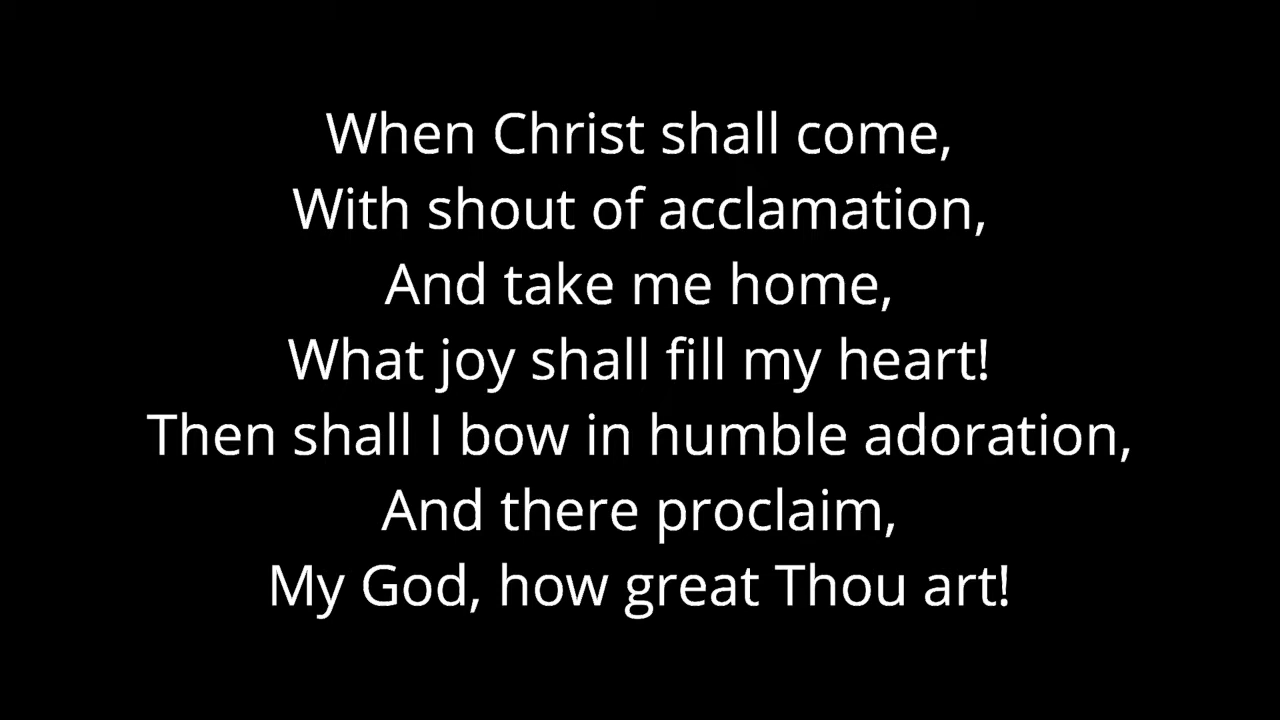 When Christ shall come,
With shout of acclamation,
And take me home,
What joy shall fill my heart!
Then shall I bow in humble adoration,
And there proclaim,
My God, how great Thou art!